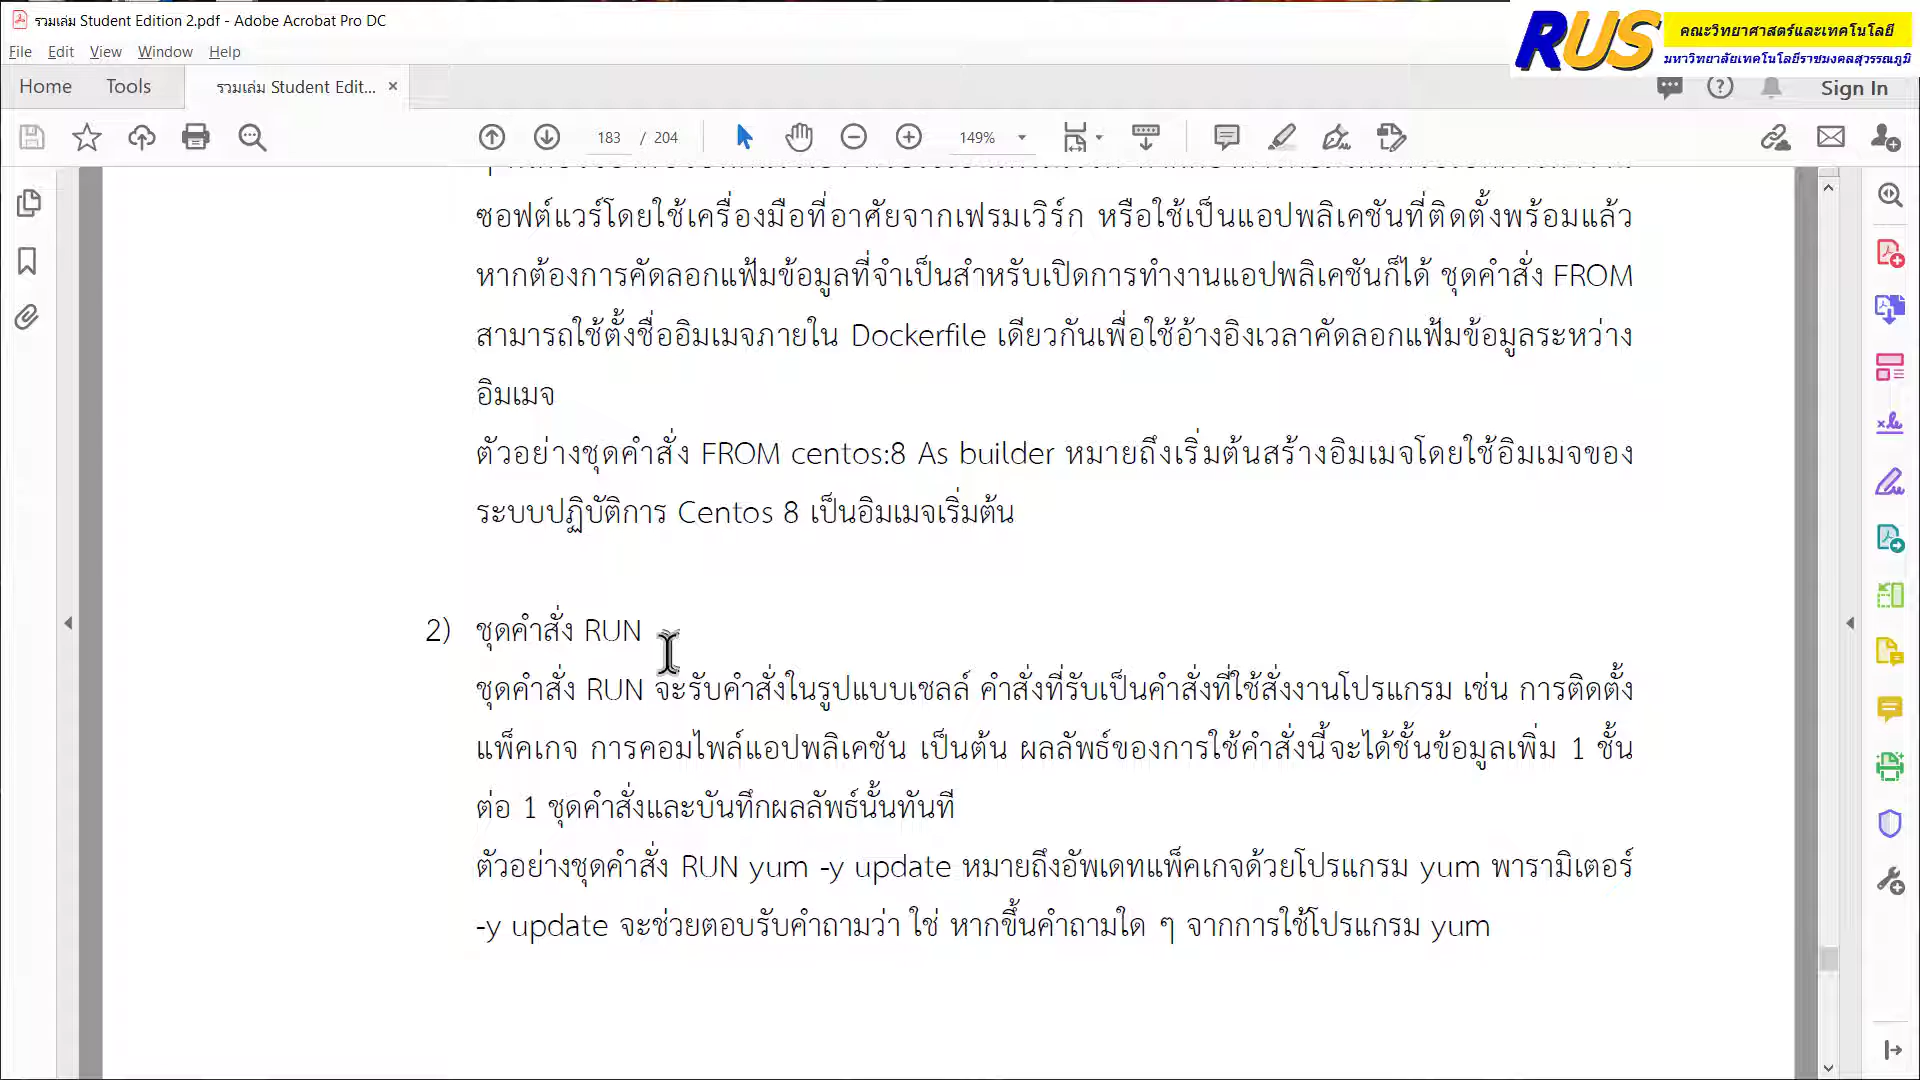 รวมเล่ม Student Edition 2.pdf - Adobe Acrobat Pro DC
RUS
คณะวิทยาศาสตร์และเทคโนโลยี
มหาวิทยาลัยเทคโนโลยีราชมงคลสุวรรณภูมิ
File Edit View Window Help
Home Tools รวมเล่ม Student Edit... × Sign In
183 / 204 149%
ซอฟต์แวร์โดยใช้เครื่องมือที่อาศัยจากเฟรมเวิร์ก หรือใช้เป็นแอปพลิเคชันที่ติดตั้งพร้อมแล้ว
หากต้องการคัดลอกแฟ้มข้อมูลที่จำเป็นสำหรับเปิดการทำงานแอปพลิเคชันก็ได้ ชุดคำสั่ง FROM
สามารถใช้ตั้งชื่ออิมเมจภายใน Dockerfile เดียวกันเพื่อใช้อ้างอิงเวลาคัดลอกแฟ้มข้อมูลระหว่าง
อิมเมจ
ตัวอย่างชุดคำสั่ง FROM centos:8 As builder หมายถึงเริ่มต้นสร้างอิมเมจโดยใช้อิมเมจของ
ระบบปฏิบัติการ Centos 8 เป็นอิมเมจเริ่มต้น
2) ชุดคำสั่ง RUN
ชุดคำสั่ง RUN จะรับคำสั่งในรูปแบบเชลล์ คำสั่งที่รับเป็นคำสั่งที่ใช้สั่งงานโปรแกรม เช่น การติดตั้ง
แพ็คเกจ การคอมไพล์แอปพลิเคชัน เป็นต้น ผลลัพธ์ของการใช้คำสั่งนี้จะได้ชั้นข้อมูลเพิ่ม 1 ชั้น
ต่อ 1 ชุดคำสั่งและบันทึกผลลัพธ์นั้นทันที
ตัวอย่างชุดคำสั่ง RUN yum -y update หมายถึงอัพเดทแพ็คเกจด้วยโปรแกรม yum พารามิเตอร์
-y update จะช่วยตอบรับคำถามว่า ใช่ หากขึ้นคำถามใด ๆ จากการใช้โปรแกรม yum